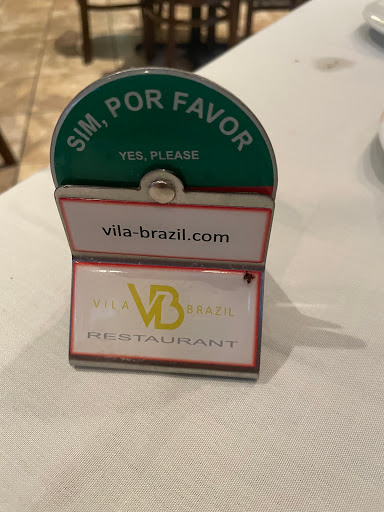 SIM, POR FAVOR
YES, PLEASE
vila-brazil.com
VILA VB BRAZIL
RESTAURANT